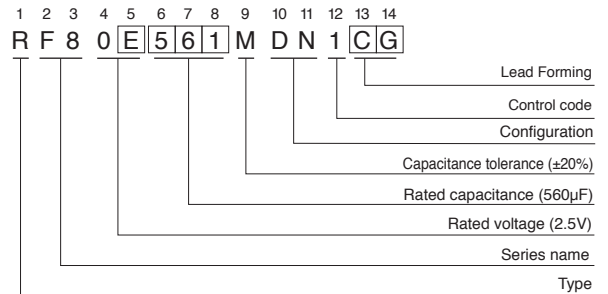 1 2 3 4 5 6 7 8 9 10 11 12 13 14
R F 8 0 E 5 6 1 M D N 1 C G
Lead Forming
Control code
Configuration
Capacitance tolerance (±20%)
Rated capacitance (560µF)
Rated voltage (2.5V)
Series name
Type